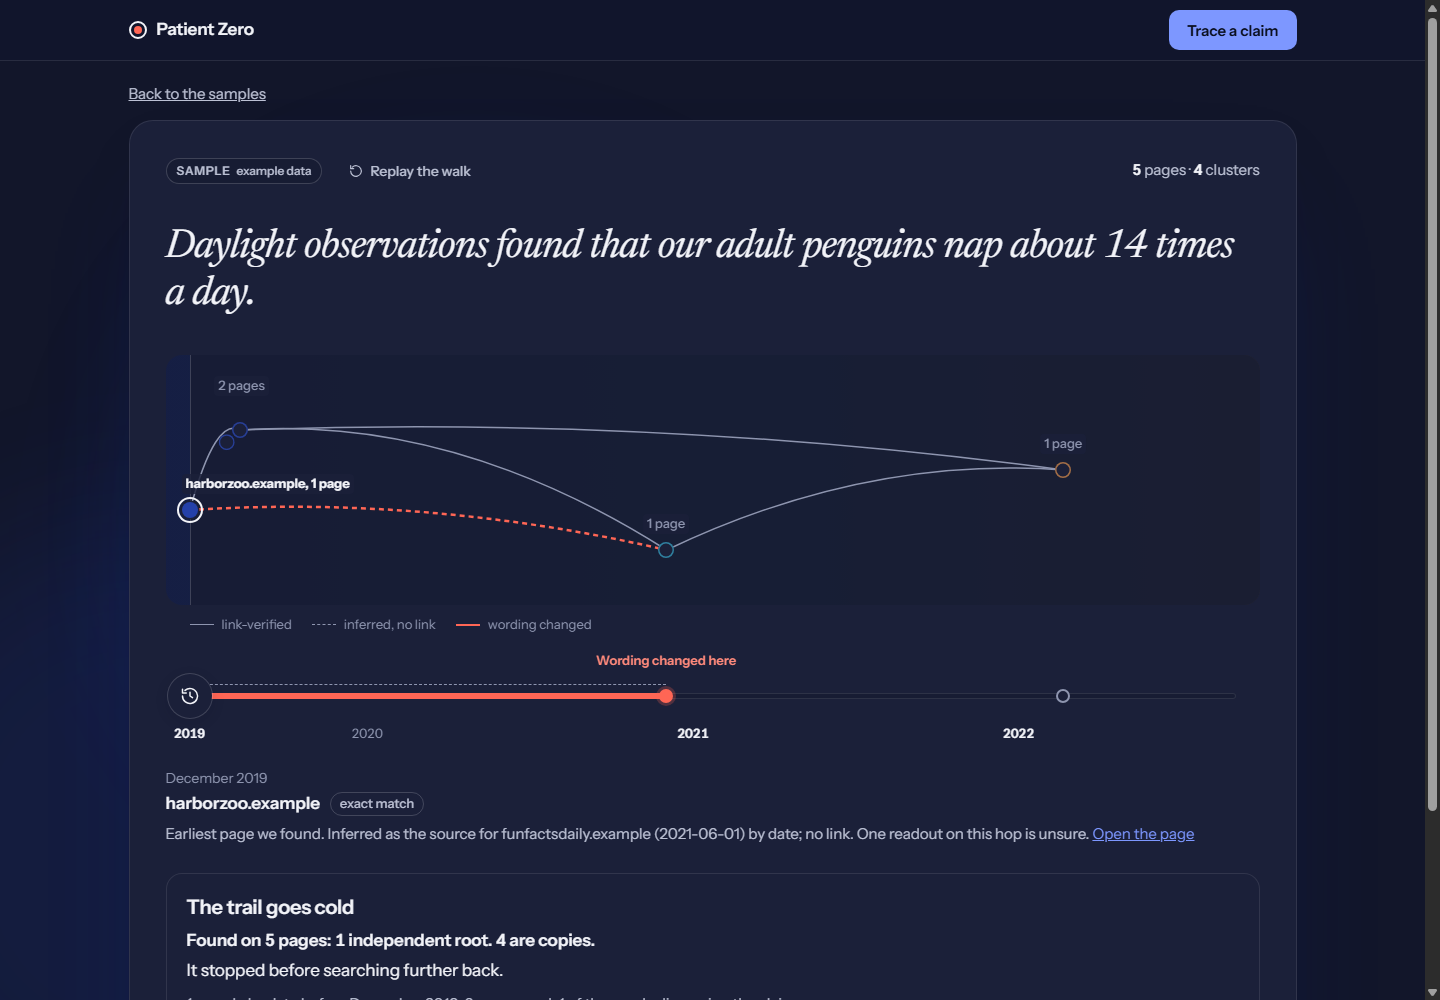 Patient Zero
Trace a claim
Back to the samples
SAMPLE example data
Replay the walk
5 pages · 4 clusters
Daylight observations found that our adult penguins nap about 14 times
a day.
2 pages
1 page
harborzoo.example, 1 page
1 page
link-verified
inferred, no link
wording changed
Wording changed here
2019
2020
2021
2022
December 2019
harborzoo.example exact match
Earliest page we found. Inferred as the source for funfactsdaily.example (2021-06-01) by date; no link. One readout on this hop is unsure. Open the page
The trail goes cold
Found on 5 pages: 1 independent root. 4 are copies.
It stopped before searching further back.